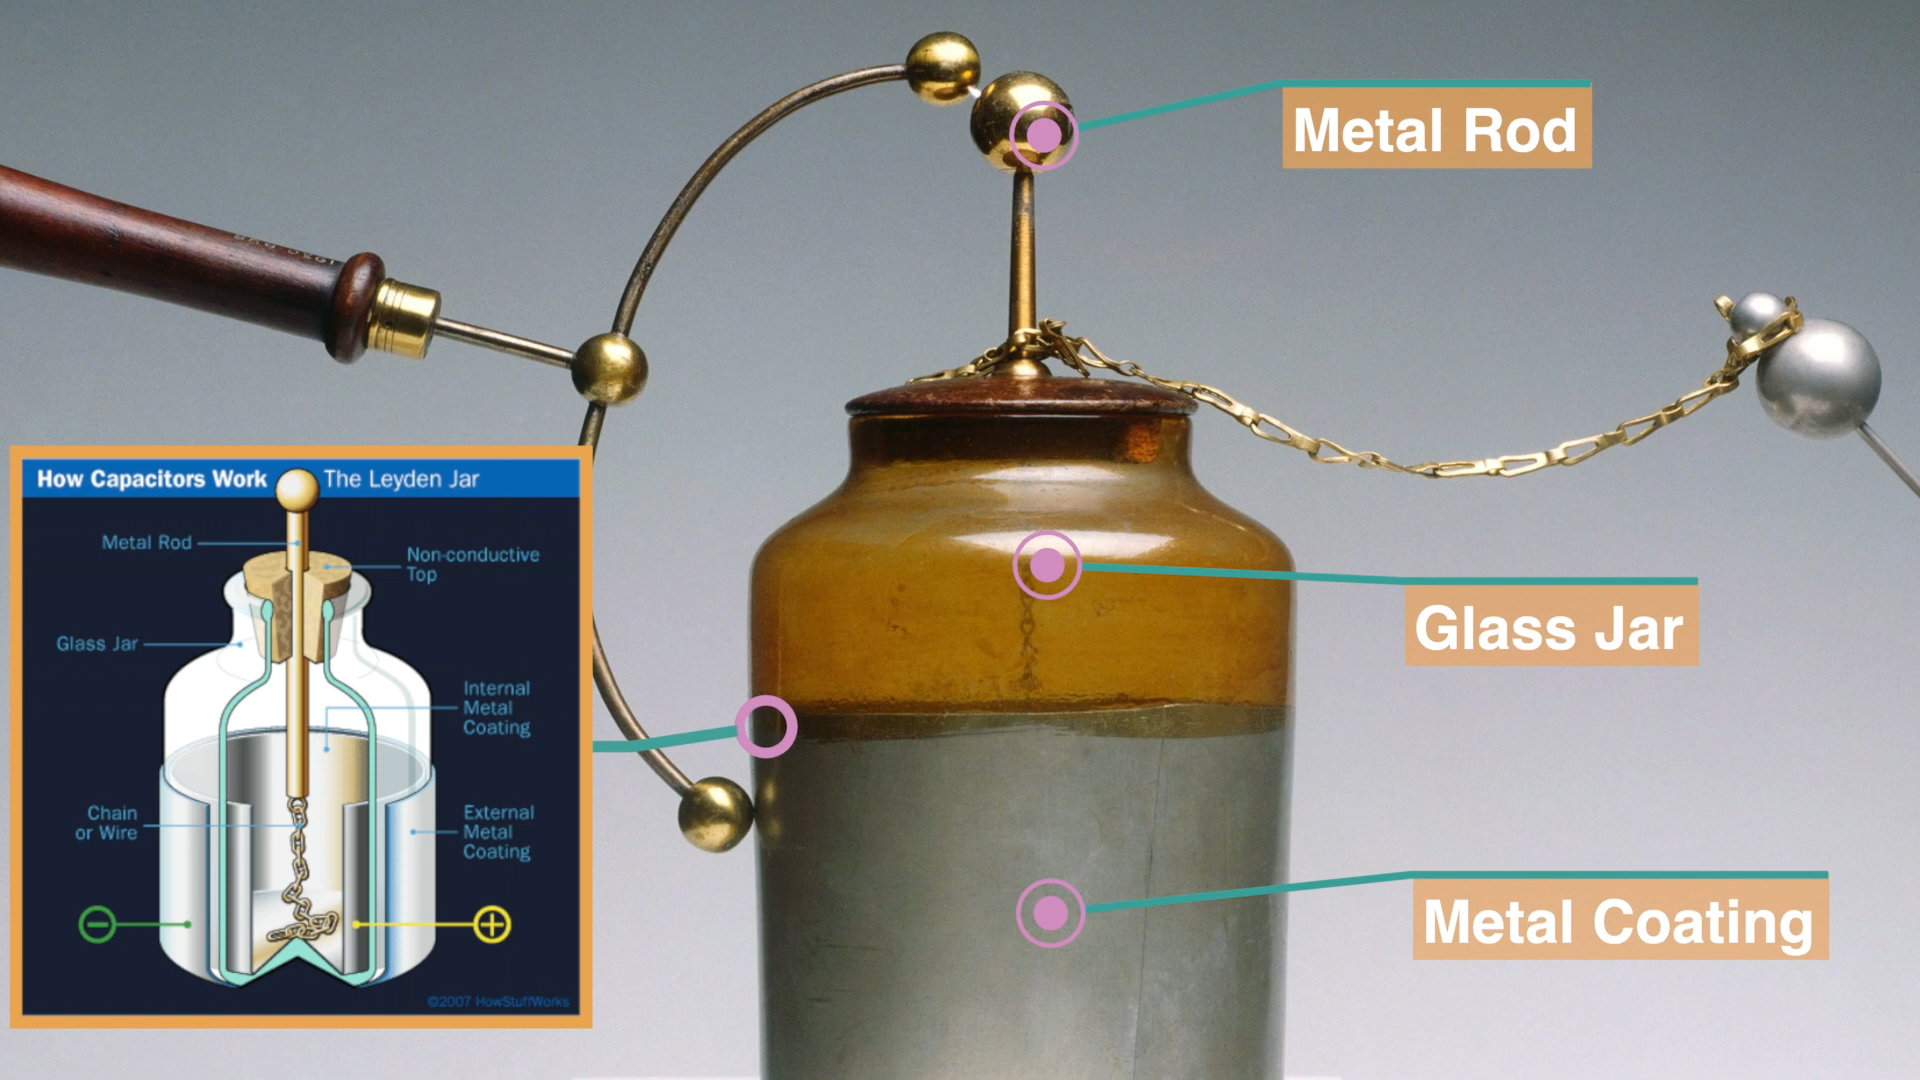 Metal Rod
Glass Jar
Metal Coating
How Capacitors Work The Leyden Jar
Metal Rod
Non-conductive
Top
Glass Jar
Internal
Metal
Coating
Chain
or Wire
External
Metal
Coating
−
+
©2007 HowStuffWorks